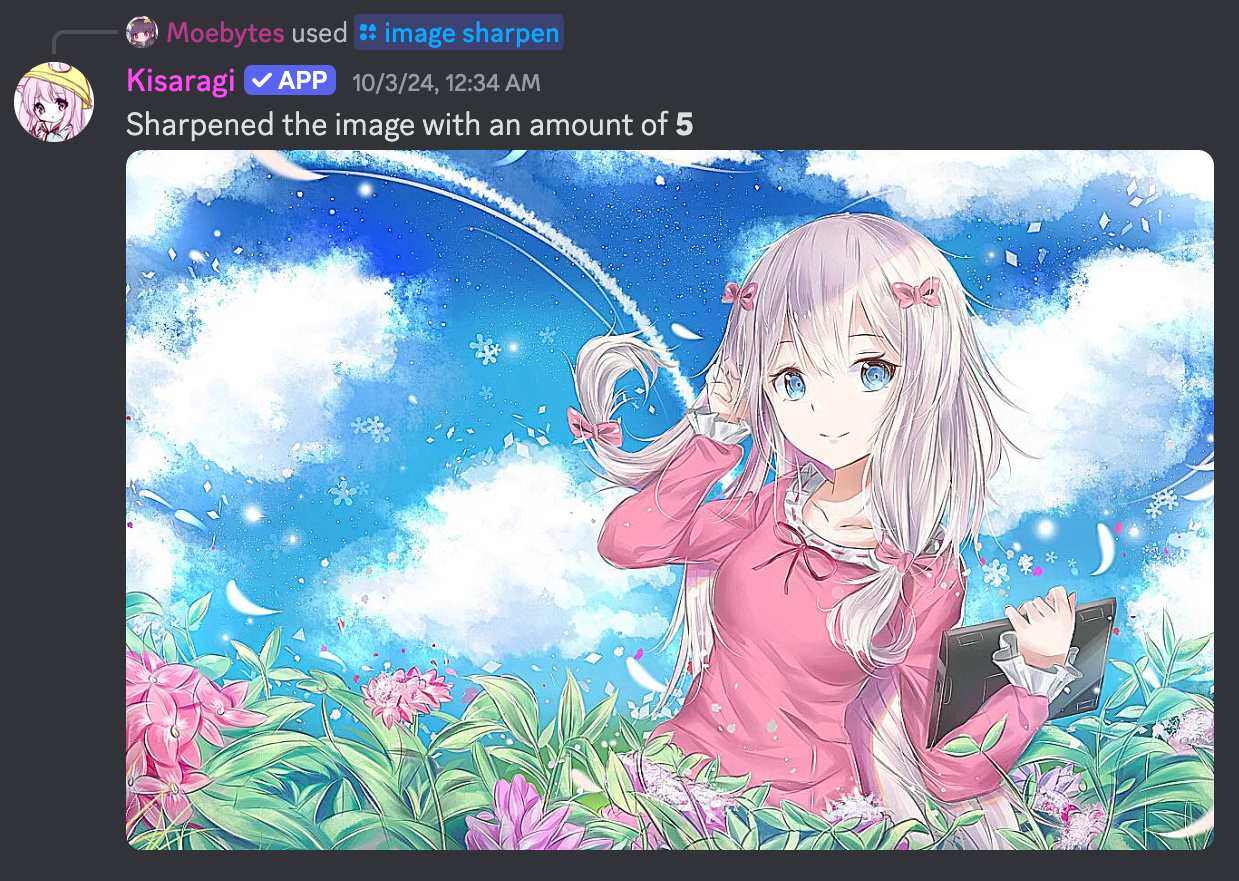 Moebytes used image sharpen
Kisaragi APP 10/3/24, 12:34 AM
Sharpened the image with an amount of 5